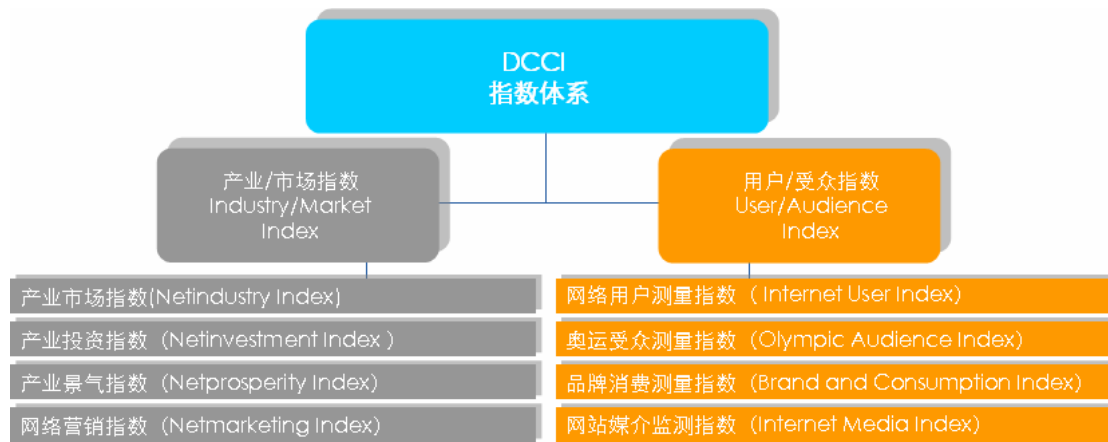 DCCI
指数体系
产业/市场指数
Industry/Market
Index
用户/受众指数
User/Audience
Index
产业市场指数(Netindustry Index)
产业投资指数（Netinvestment Index ）
产业景气指数（Netprosperity Index）
网络营销指数（Netmarketing Index）
网络用户测量指数（ Internet User Index）
奥运受众测量指数（Olympic Audience Index）
品牌消费测量指数（Brand and Consumption Index）
网站媒介监测指数（Internet Media Index）